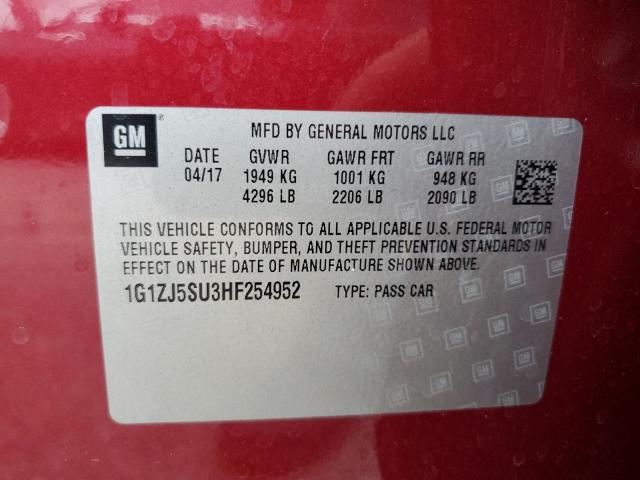 GM ®
MFD BY GENERAL MOTORS LLC
DATE GVWR GAWR FRT GAWR RR
04/17 1949 KG 1001 KG 948 KG
4296 LB 2206 LB 2090 LB
THIS VEHICLE CONFORMS TO ALL APPLICABLE U.S. FEDERAL MOTOR
VEHICLE SAFETY, BUMPER, AND THEFT PREVENTION STANDARDS IN
EFFECT ON THE DATE OF MANUFACTURE SHOWN ABOVE.
1G1ZJ5SU3HF254952 TYPE: PASS CAR